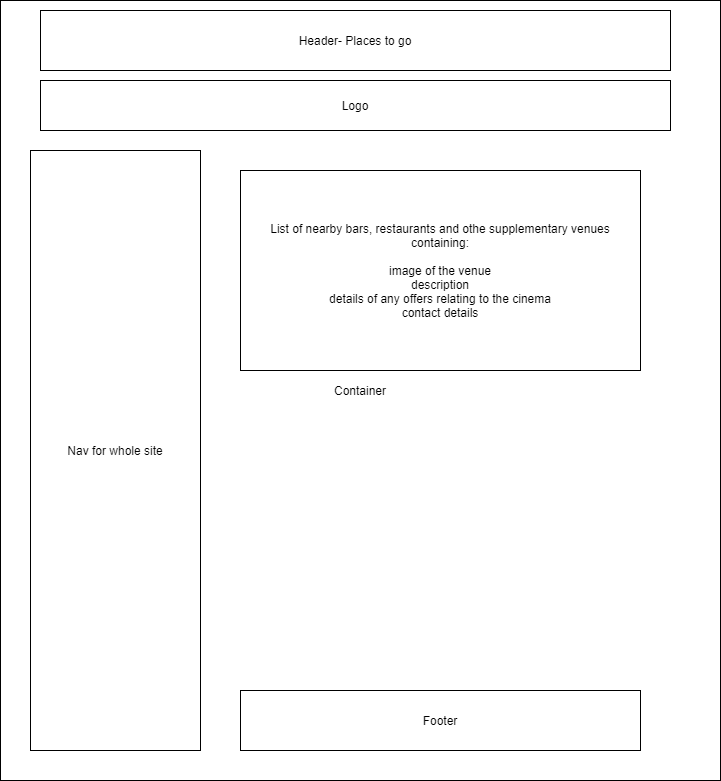 Header- Places to go
Logo
List of nearby bars, restaurants and othe supplementary venues
containing:
image of the venue
description
details of any offers relating to the cinema
contact details
Container
Nav for whole site
Footer